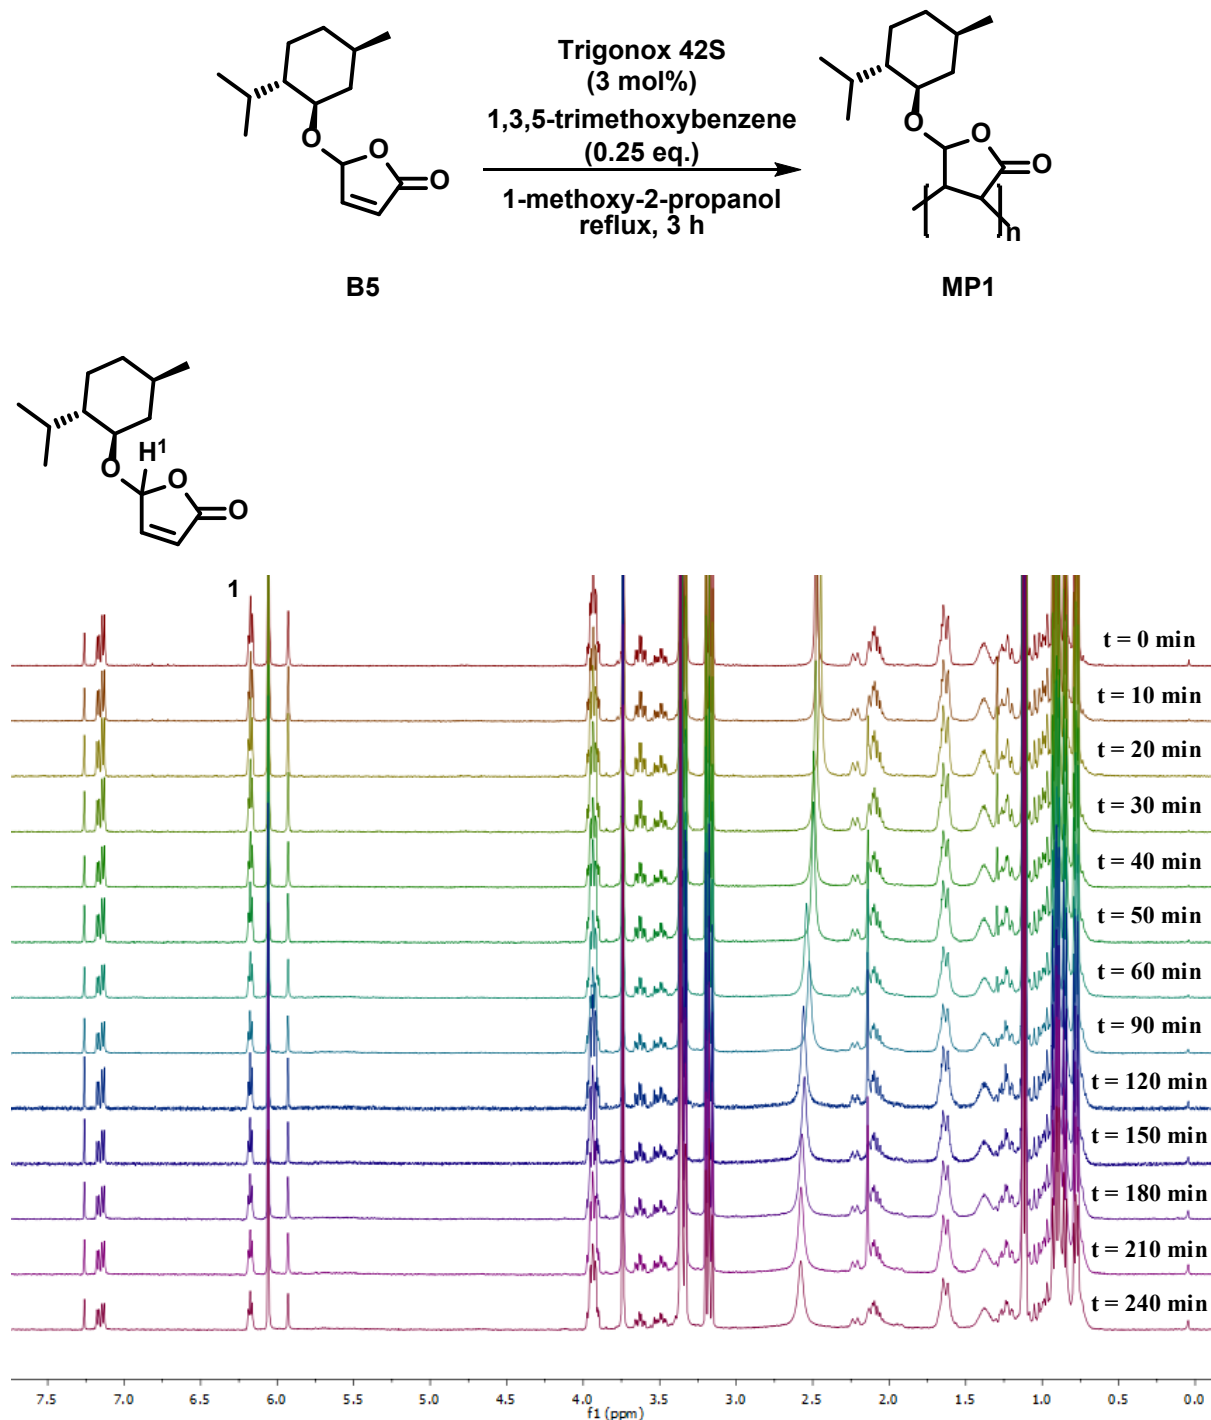 Trigonox 42S
(3 mol%)
1,3,5-trimethoxybenzene
(0.25 eq.)
1-methoxy-2-propanol
reflux, 3 h
O
O
O
B5
O
O
O
n
MP1
H1
O
O
O
1
t = 0 min
t = 10 min
t = 20 min
t = 30 min
t = 40 min
t = 50 min
t = 60 min
t = 90 min
t = 120 min
t = 150 min
t = 180 min
t = 210 min
t = 240 min
7.5 7.0 6.5 6.0 5.5 5.0 4.5 4.0 3.5 3.0 2.5 2.0 1.5 1.0 0.5 0.0
f1 (ppm)